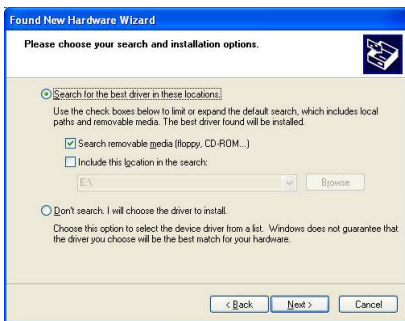 Found New Hardware Wizard
Please choose your search and installation options.
Search for the best driver in these locations.
Use the check boxes below to limit or expand the default search, which includes local
paths and removable media. The best driver found will be installed.
Search removable media (floppy, CD-ROM...)
Include this location in the search:
E:\
Browse
Don't search. I will choose the driver to install.
Choose this option to select the device driver from a list. Windows does not guarantee that
the driver you choose will be the best match for your hardware.
< Back
Next >
Cancel